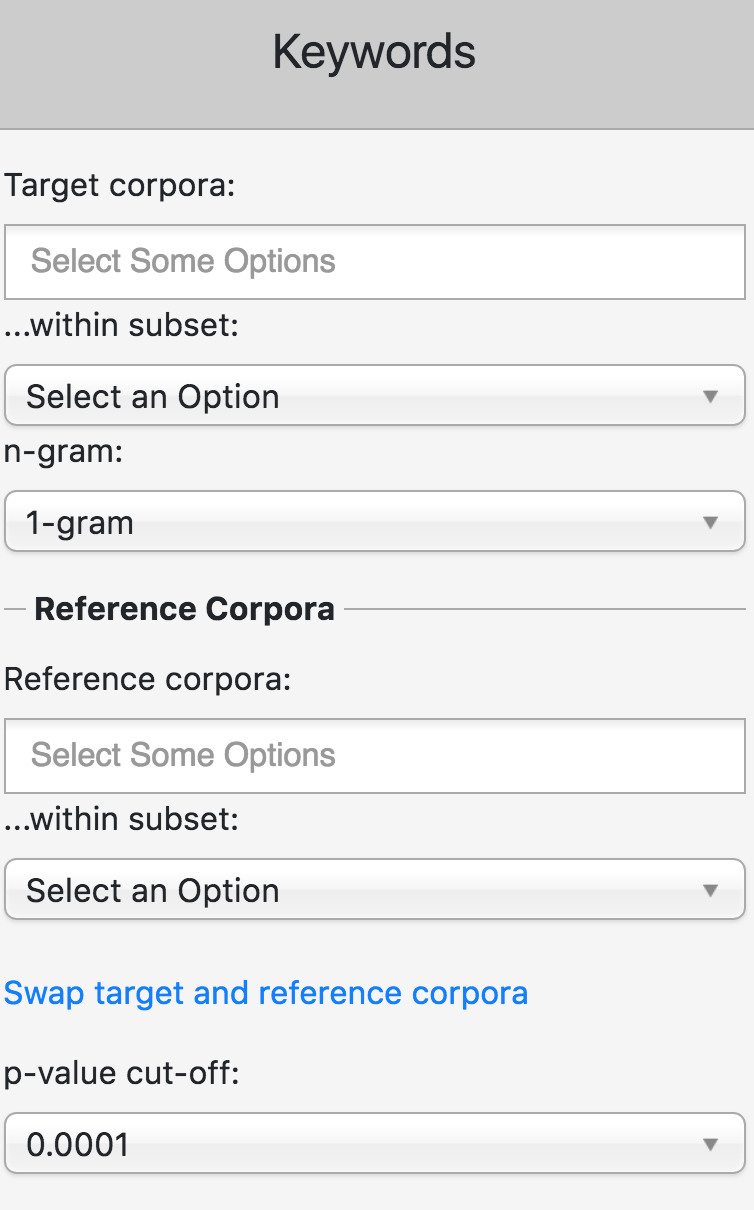 Keywords
Target corpora:
Select Some Options
...within subset:
Select an Option
n-gram:
1-gram
Reference Corpora
Reference corpora:
Select Some Options
...within subset:
Select an Option
Swap target and reference corpora
p-value cut-off:
0.0001